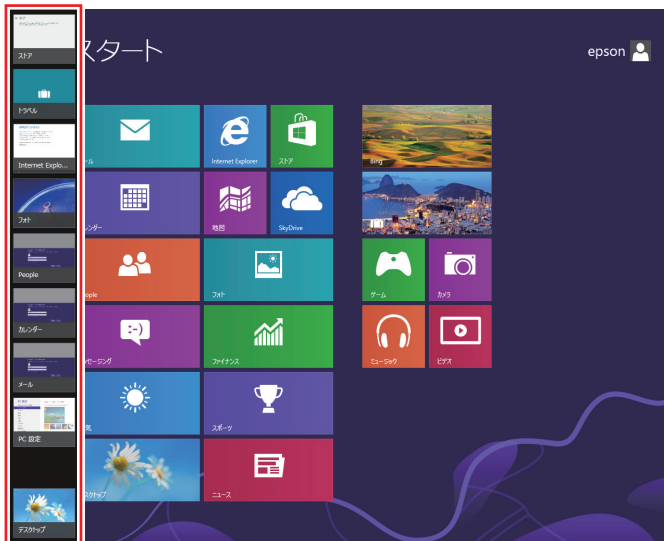 ストア
トラベル
Internet Explo...
フォト
People
カレンダー
メール
PC 設定
デスクトップ
スタート
epson
ール
Internet Explorer
ストア
Bing
レンダー
地図
SkyDrive
eople
フォト
ゲーム
カメラ
:-)
ッセージング
ファイナンス
ミュージック
ビデオ
気
スポーツ
スクトップ
ニュース